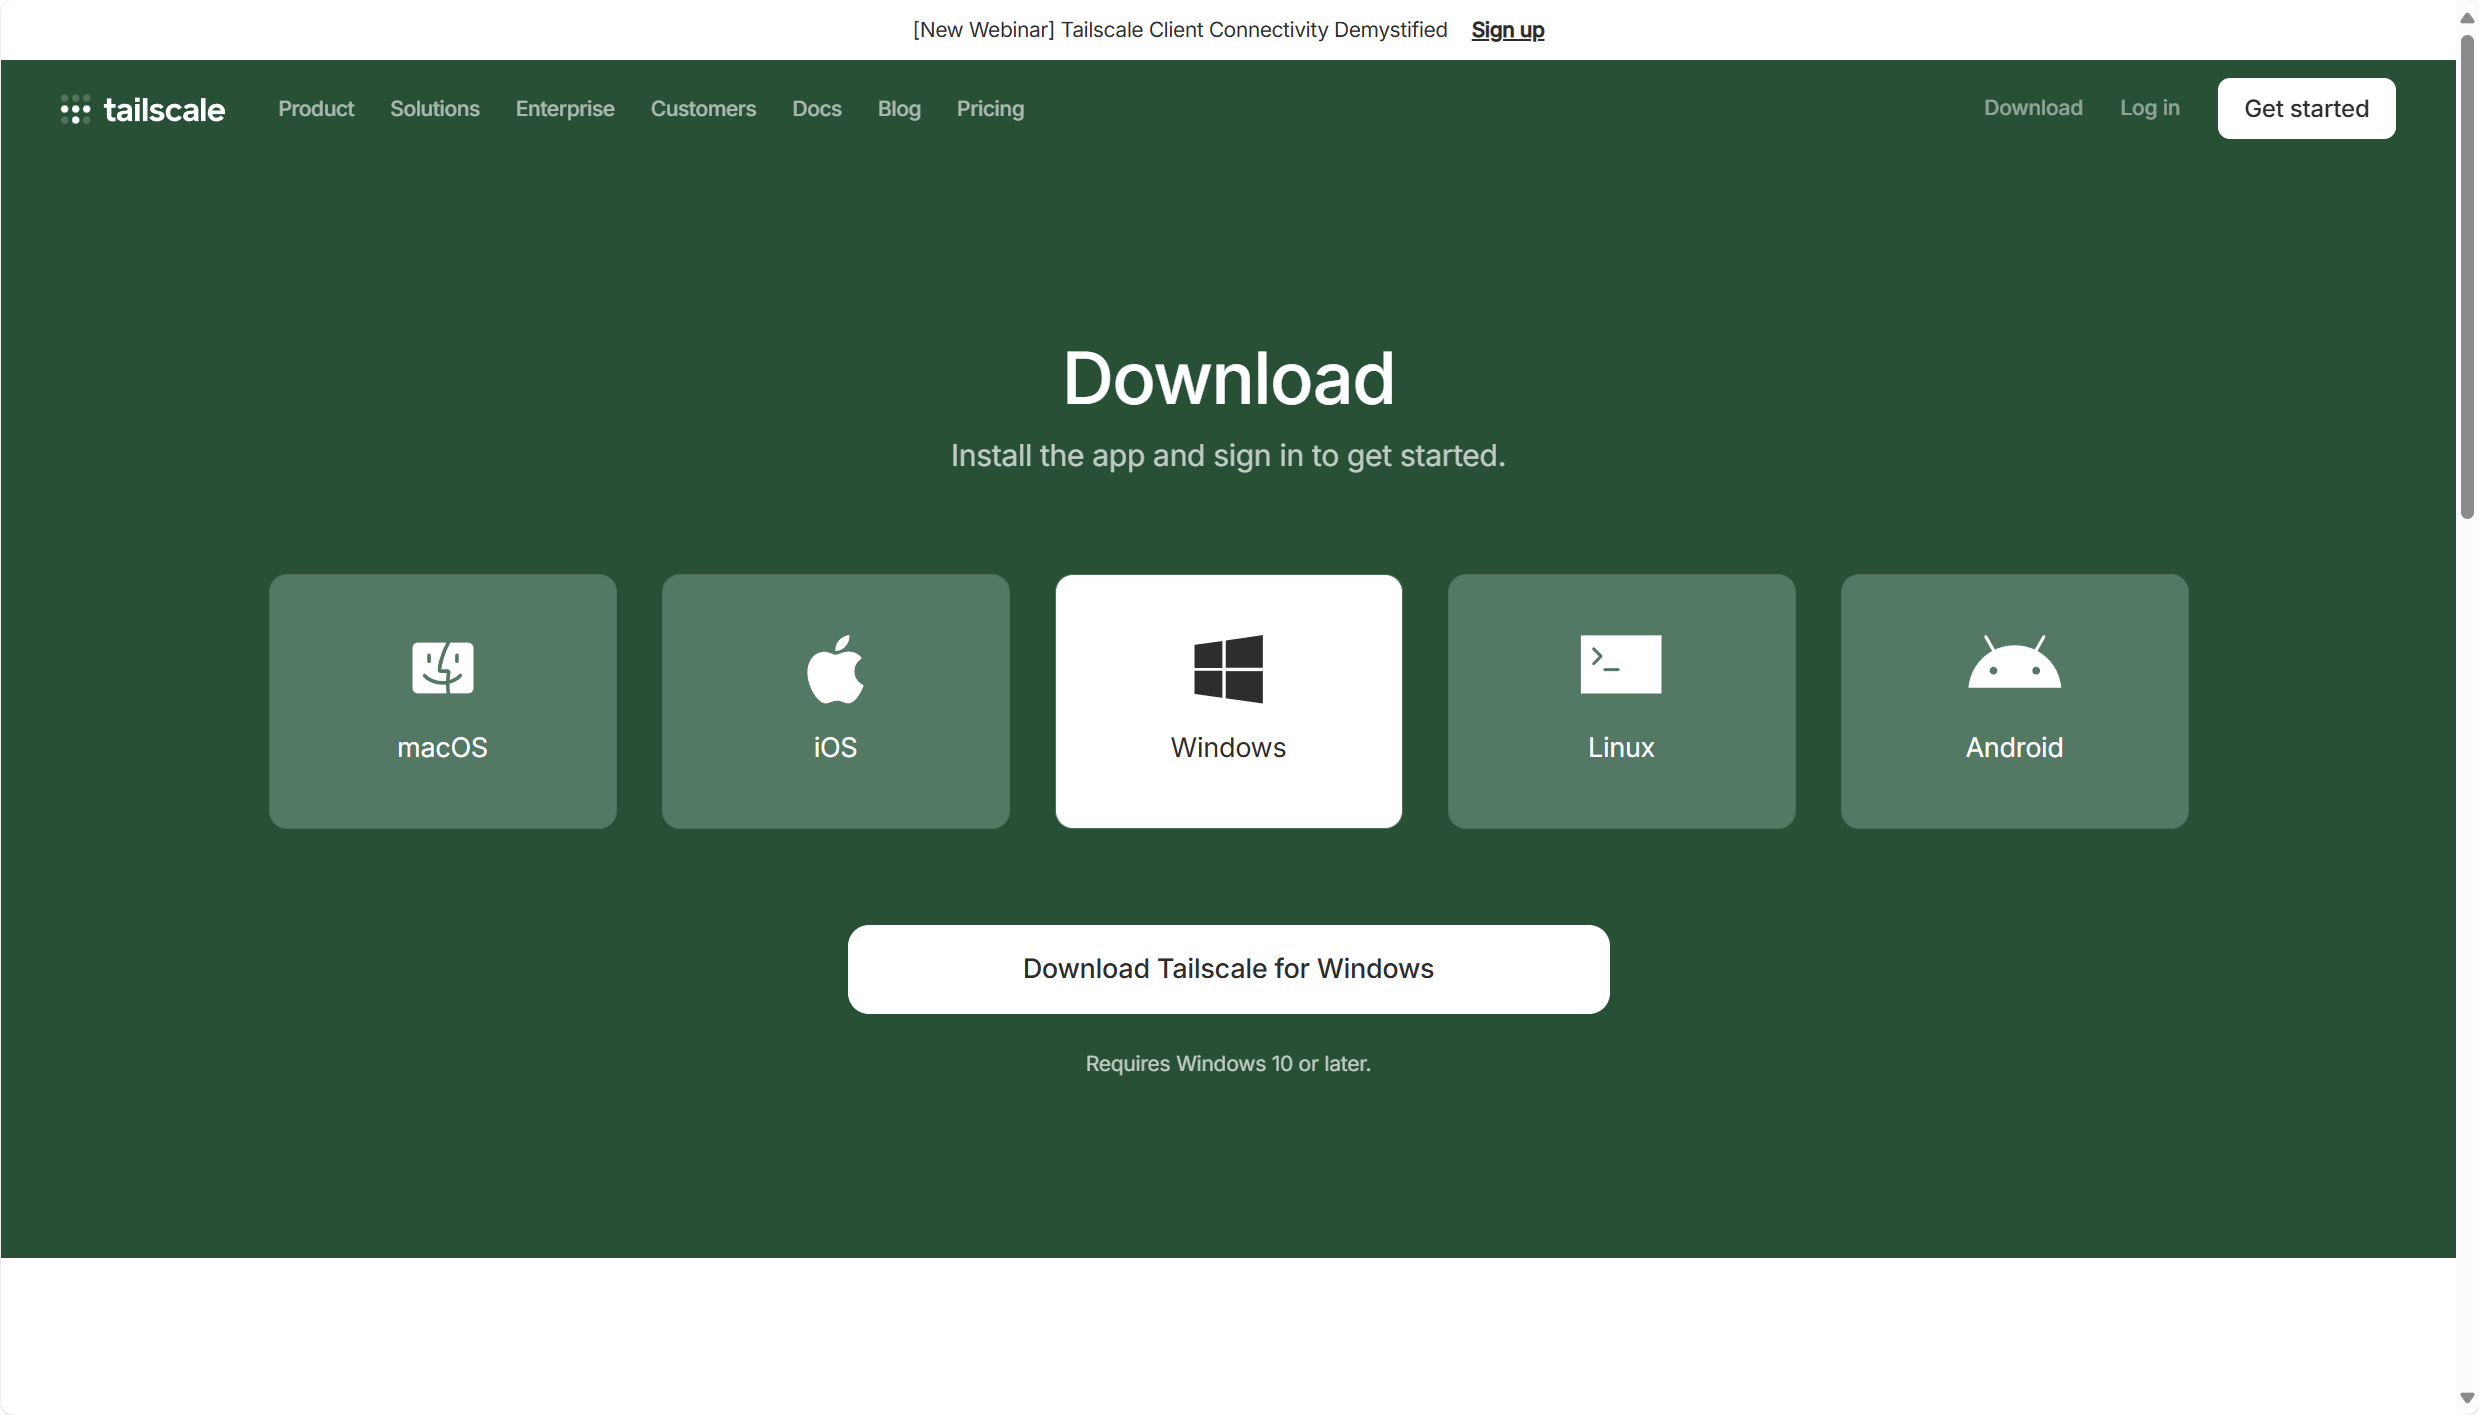 [New Webinar] Tailscale Client Connectivity Demystified Sign up
tailscale Product Solutions Enterprise Customers Docs Blog Pricing Download Log in Get started
Download
Install the app and sign in to get started.
macOS iOS Windows Linux Android
Download Tailscale for Windows
Requires Windows 10 or later.